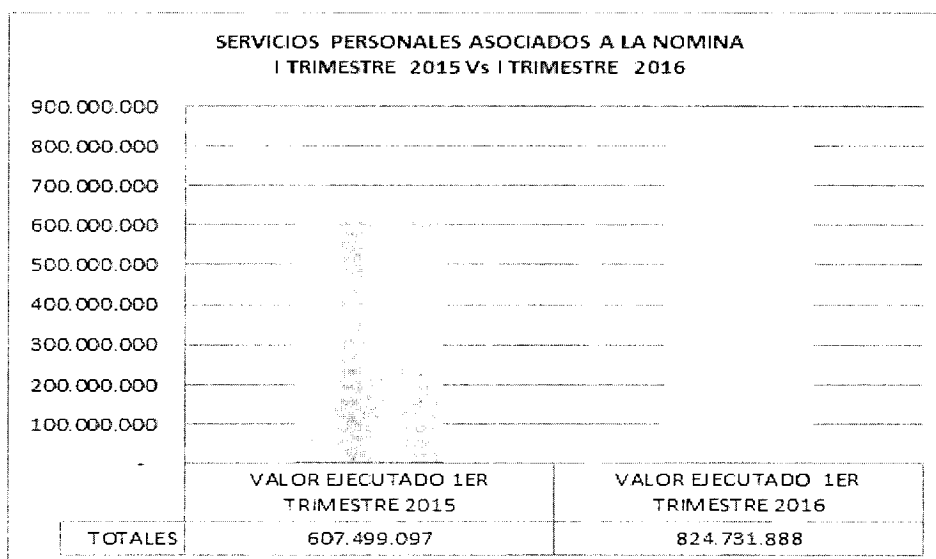 SERVICIOS PERSONALES ASOCIADOS A LA NOMINA
I TRIMESTRE 2015 Vs I TRIMESTRE 2016
900.000.000
800.000.000
700.000.000
600.000.000
500.000.000
400.000.000
300.000.000
200.000.000
100.000.000
-
VALOR EJECUTADO 1ER
TRIMESTRE 2015
VALOR EJECUTADO 1ER
TRIMESTRE 2016
TOTALES 607.499.097 824.731.888